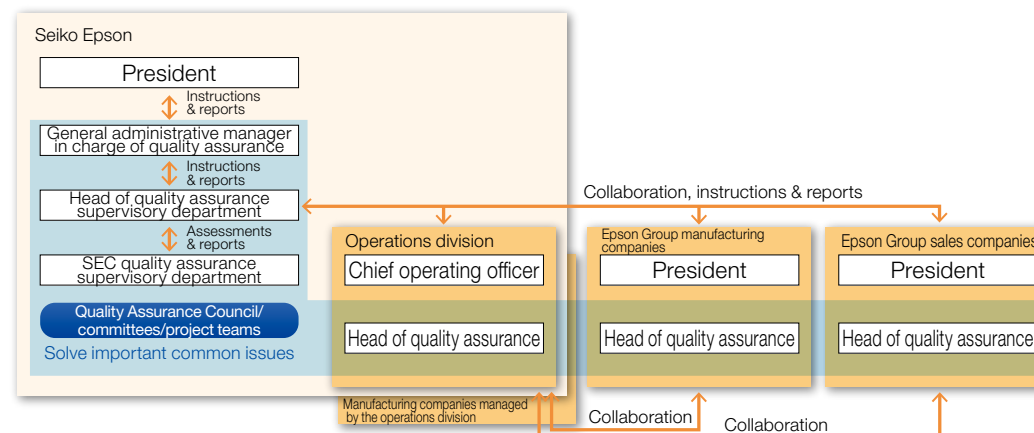 Seiko Epson
President
Instructions
& reports
General administrative manager
in charge of quality assurance
Instructions
& reports
Head of quality assurance
supervisory department
Assessments
& reports
SEC quality assurance
supervisory department
Quality Assurance Council/
committees/project teams
Solve important common issues
Collaboration, instructions & reports
Operations division
Chief operating officer
Head of quality assurance
Manufacturing companies managed
by the operations division
Epson Group manufacturing
companies
President
Head of quality assurance
Epson Group sales companies
President
Head of quality assurance
Collaboration
Collaboration